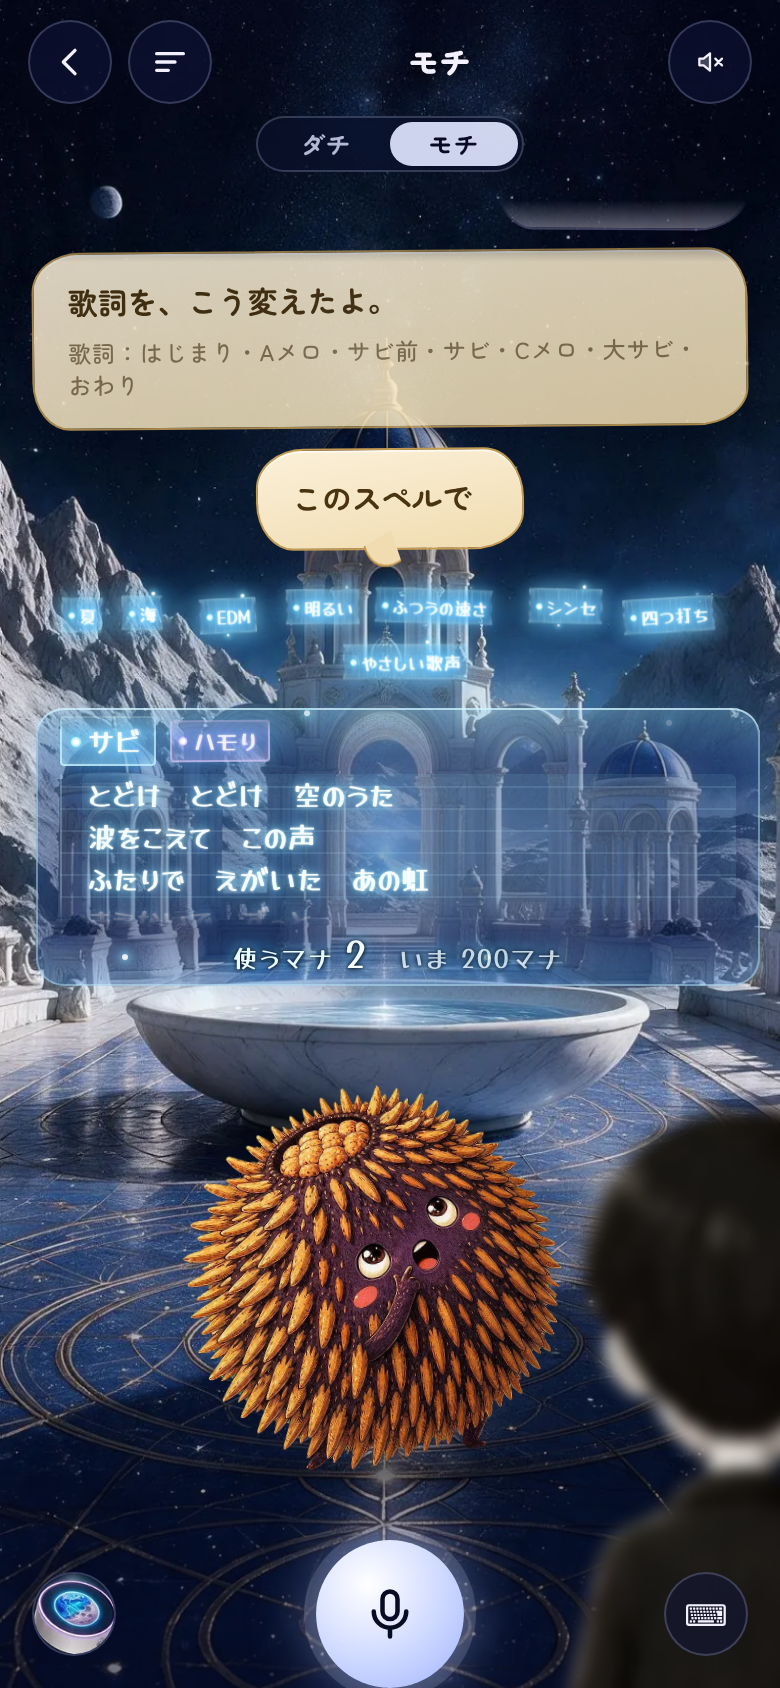 モチ
ダチ モチ
歌詞を、こう変えたよ。
歌詞：はじまり・Aメロ・サビ前・サビ・Cメロ・大サビ・
おわり
このスペルで
夏 海 EDM 明るい ふつうの速さ シンセ 四つ打ち
やさしい歌声
サビ ハモり
とどけ とどけ 空のうた
波をこえて この声
ふたりで えがいた あの虹
使うマナ 2 いま 200マナ